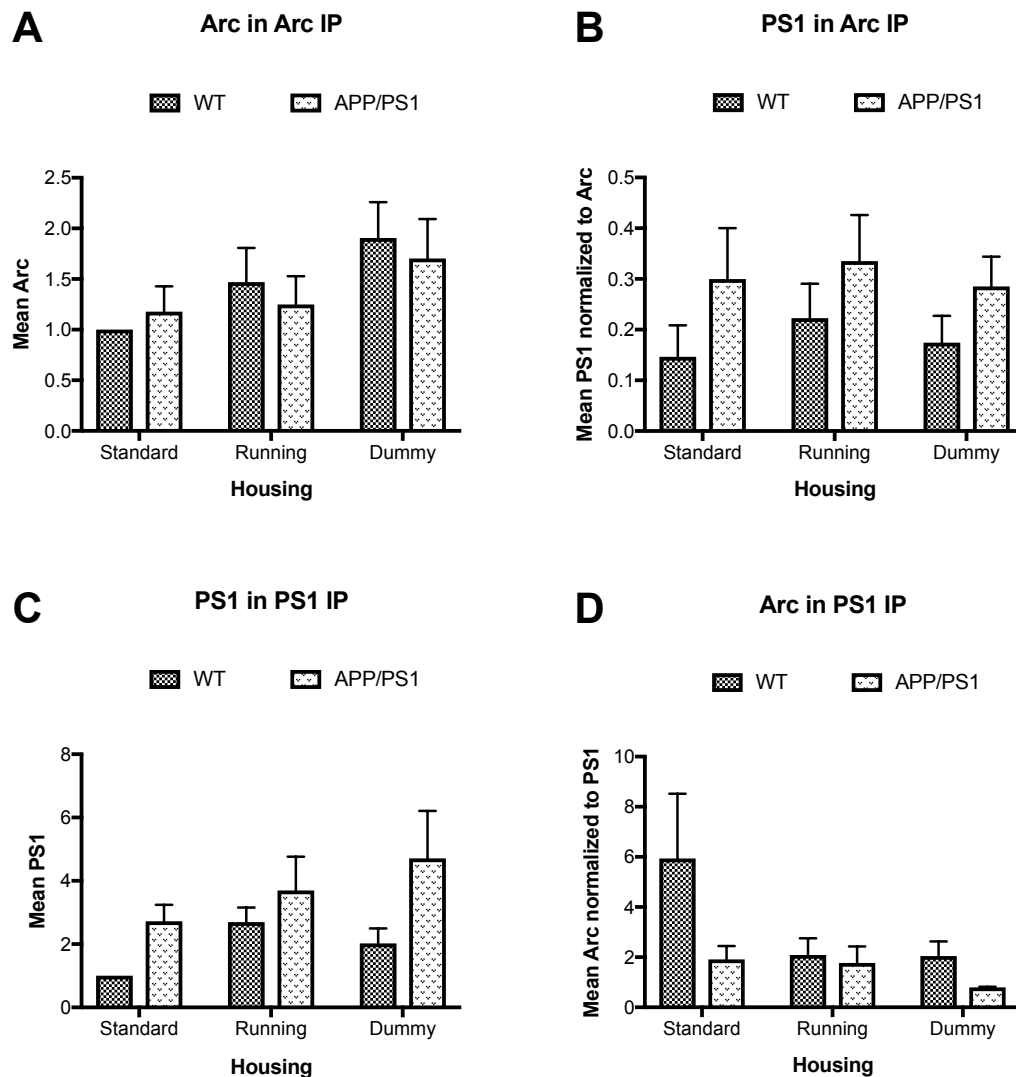 A
Arc in Arc IP
WT
APP/PS1
Mean Arc
2.5
2.0
1.5
1.0
0.5
0.0
Standard
Running
Dummy
Housing
B
PS1 in Arc IP
WT
APP/PS1
Mean PS1 normalized to Arc
0.5
0.4
0.3
0.2
0.1
0.0
Standard
Running
Dummy
Housing
C
PS1 in PS1 IP
WT
APP/PS1
Mean PS1
8
6
4
2
0
Standard
Running
Dummy
Housing
D
Arc in PS1 IP
WT
APP/PS1
Mean Arc normalized to PS1
10
8
6
4
2
0
Standard
Running
Dummy
Housing